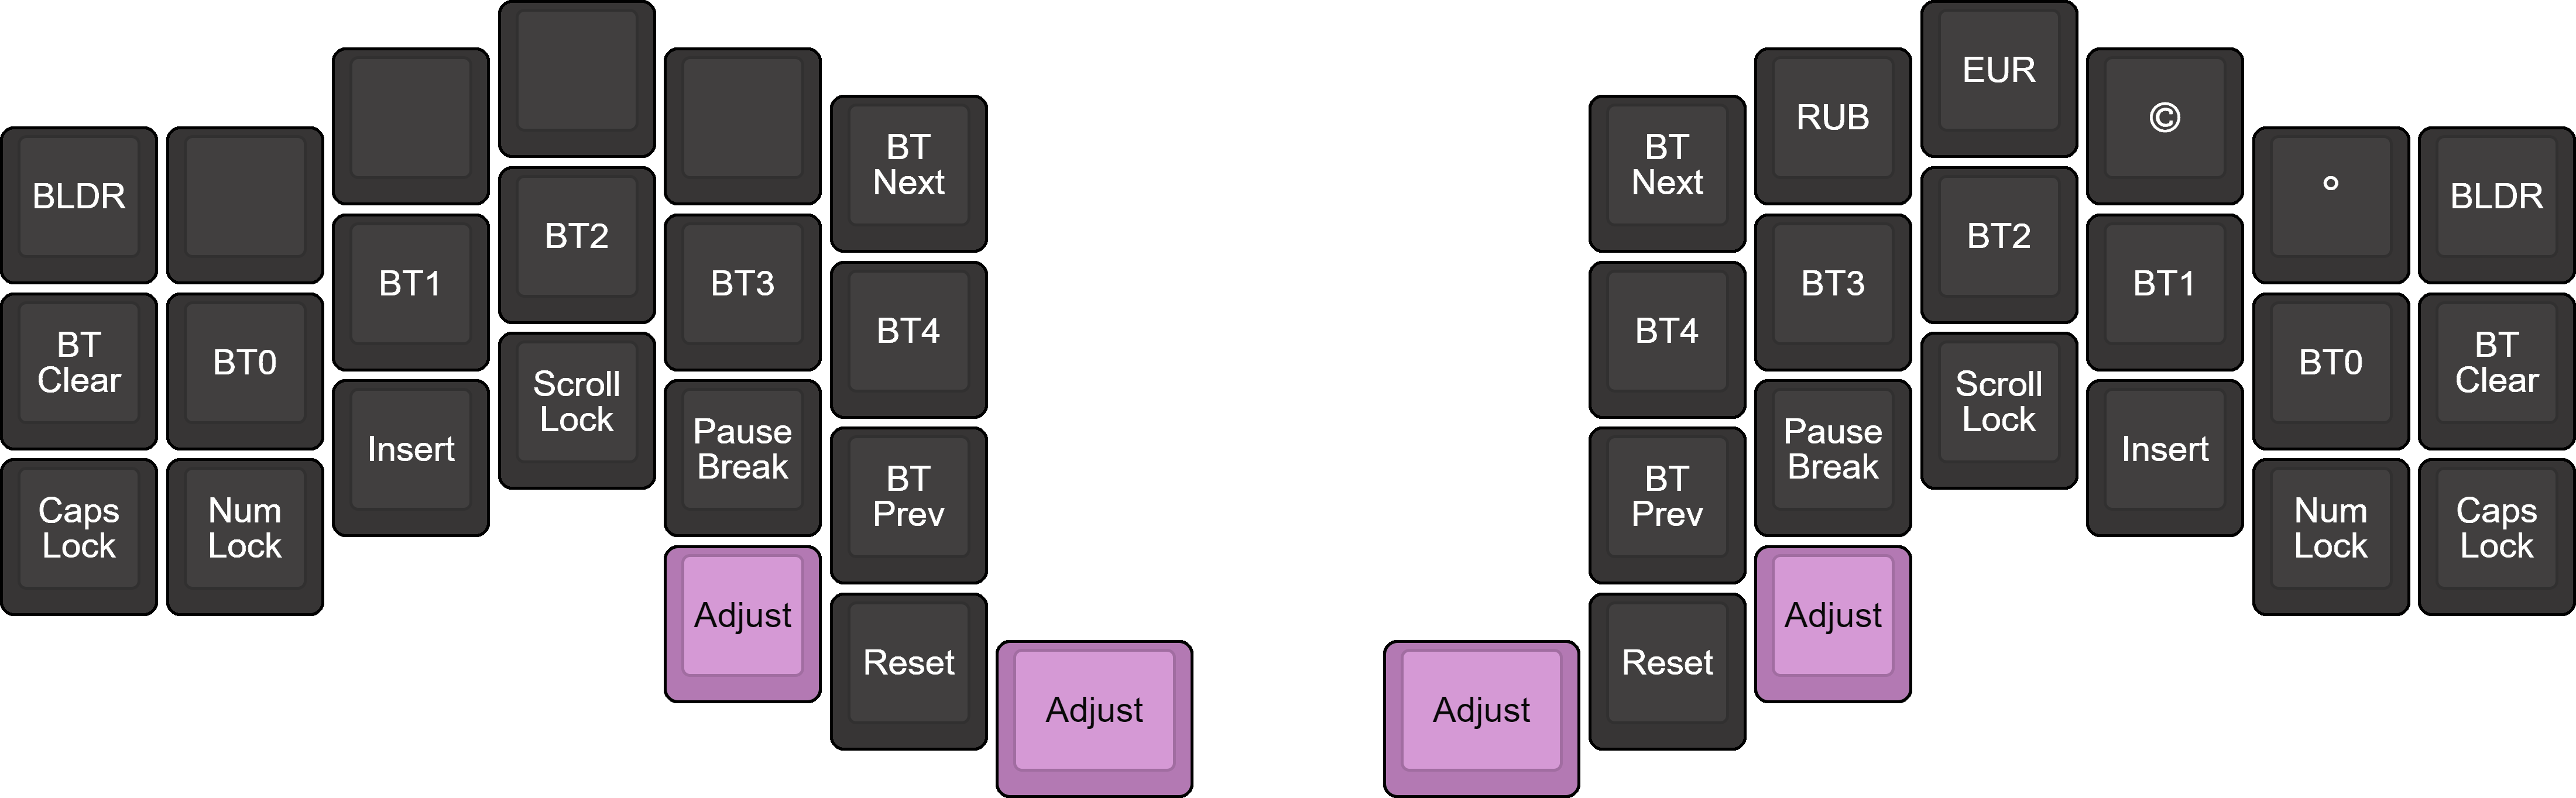 BLDR
BT
Next
BT
Clear
BT0
BT1
BT2
BT3
BT4
Caps
Lock
Num
Lock
Insert
Scroll
Lock
Pause
Break
BT
Prev
Adjust
Reset
Adjust
BT
Next
RUB
EUR
©
°
BLDR
BT4
BT3
BT2
BT1
BT0
BT
Clear
BT
Prev
Pause
Break
Scroll
Lock
Insert
Num
Lock
Caps
Lock
Adjust
Reset
Adjust